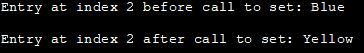 Entry at index 2 before call to set: Blue
Entry at index 2 after call to set: Yellow